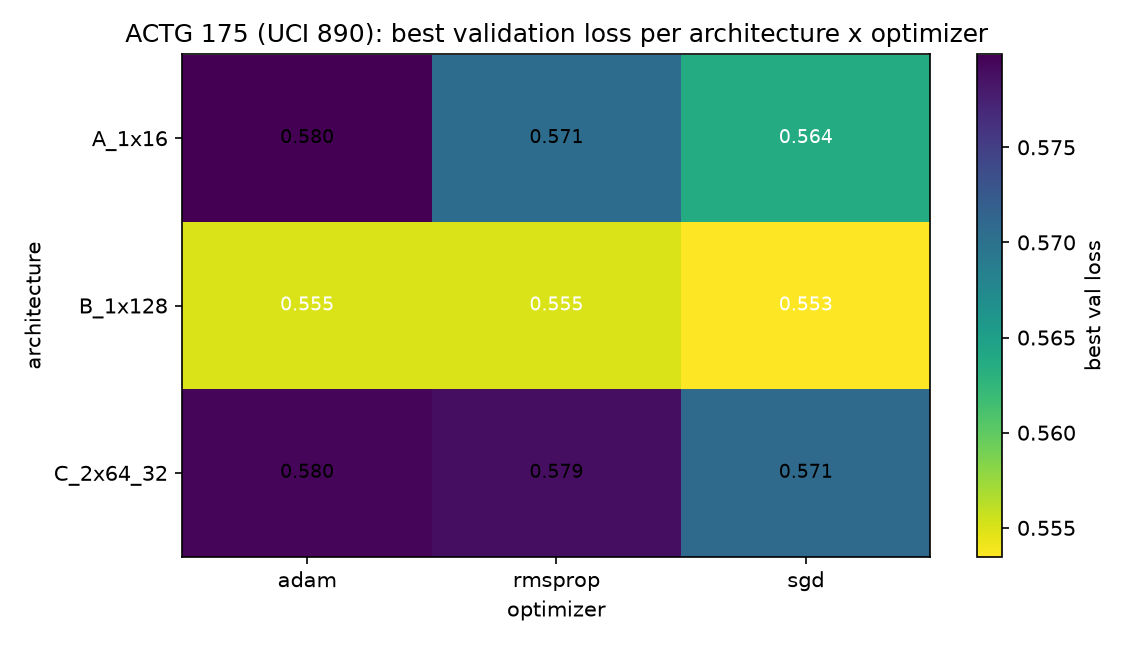 ACTG 175 (UCI 890): best validation loss per architecture x optimizer
architecture
A_1x16 0.580 0.571 0.564
B_1x128 0.555 0.555 0.553
C_2x64_32 0.580 0.579 0.571
adam rmsprop sgd
optimizer
0.575
0.570
0.565
0.560
0.555
best val loss